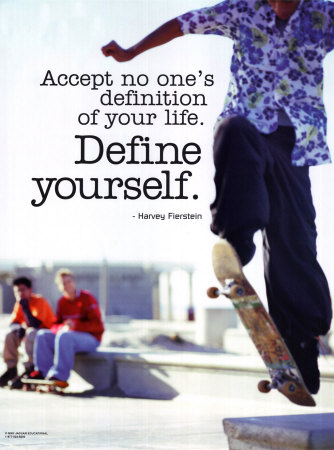 Accept no one's
definition
of your life.
Define
yourself.
- Harvey Fierstein